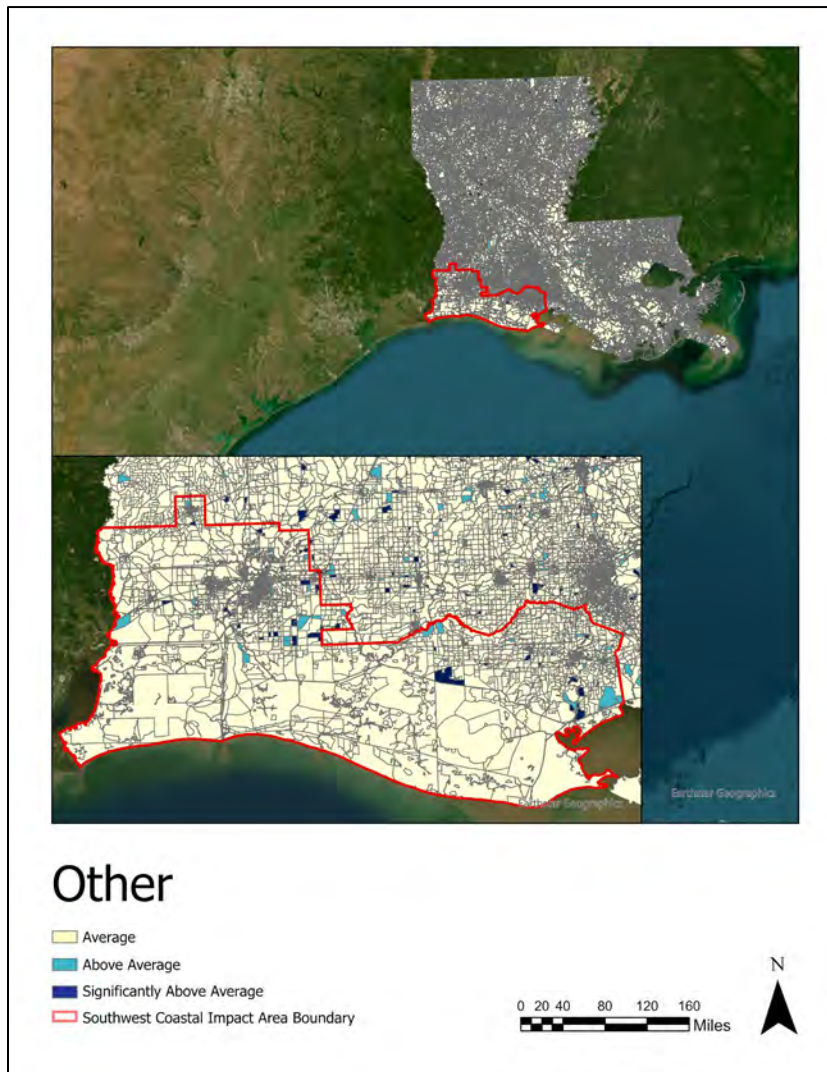 Earthstar Geographics
Earthstar Geographics
Other
Average
Above Average
Significantly Above Average
Southwest Coastal Impact Area Boundary
N
0 20 40 80 120 160
Miles